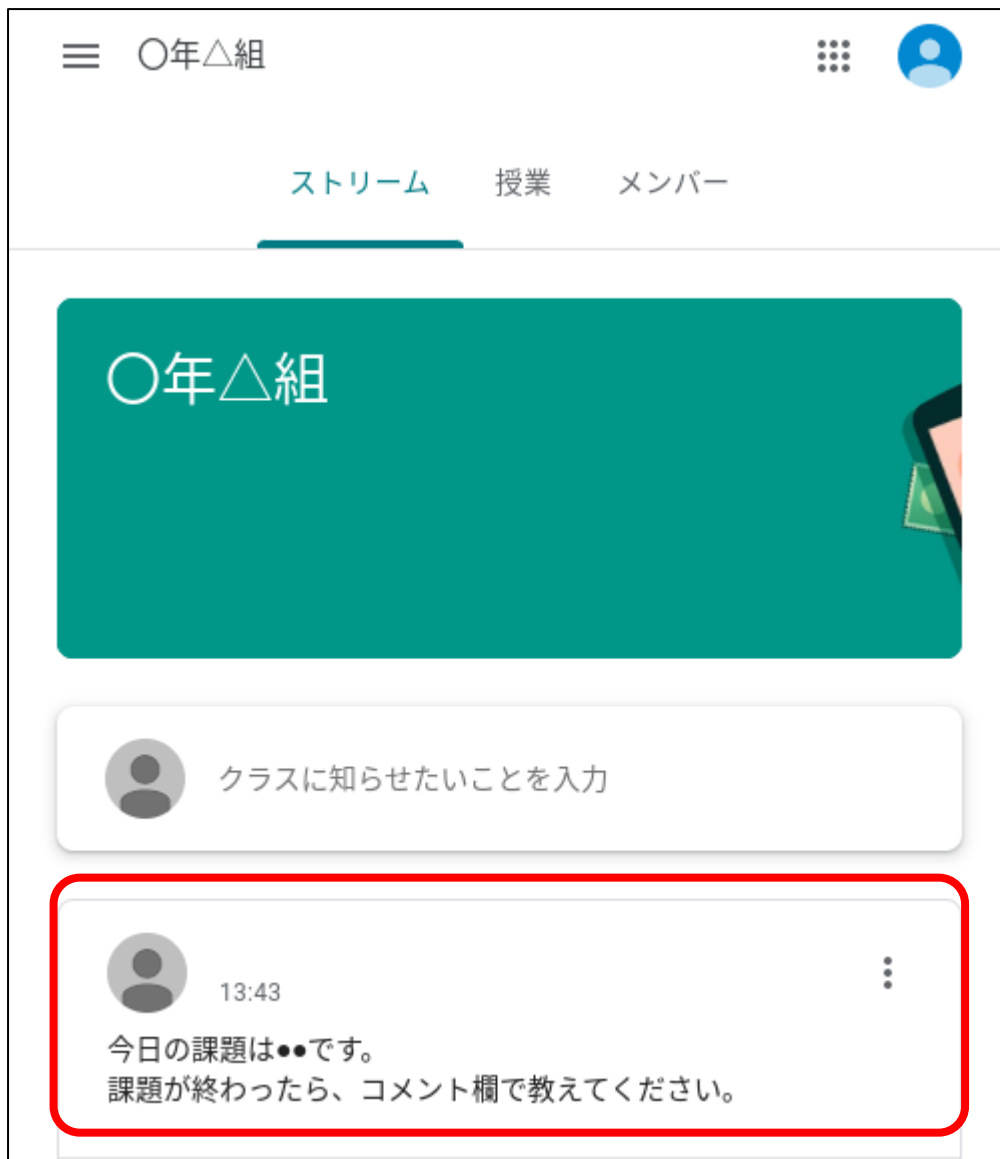 〇年△組
ストリーム 授業 メンバー
〇年△組
クラスに知らせたいことを入力
13:43
今日の課題は●●です。
課題が終わったら、コメント欄で教えてください。